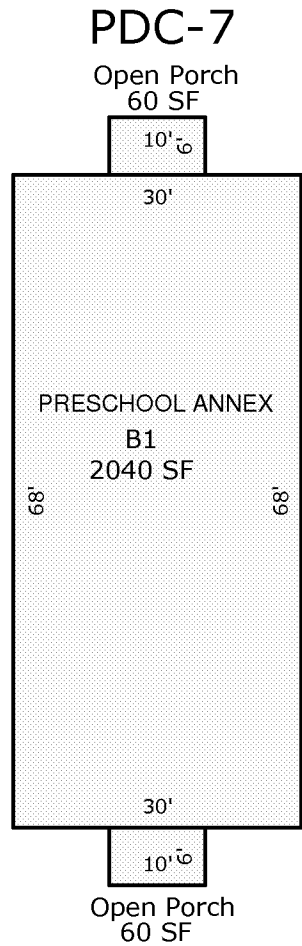 PDC-7
Open Porch
60 SF
10' 6'
30'
PRESCHOOL ANNEX
B1
2040 SF
68' 68'
30'
10' 6'
Open Porch
60 SF